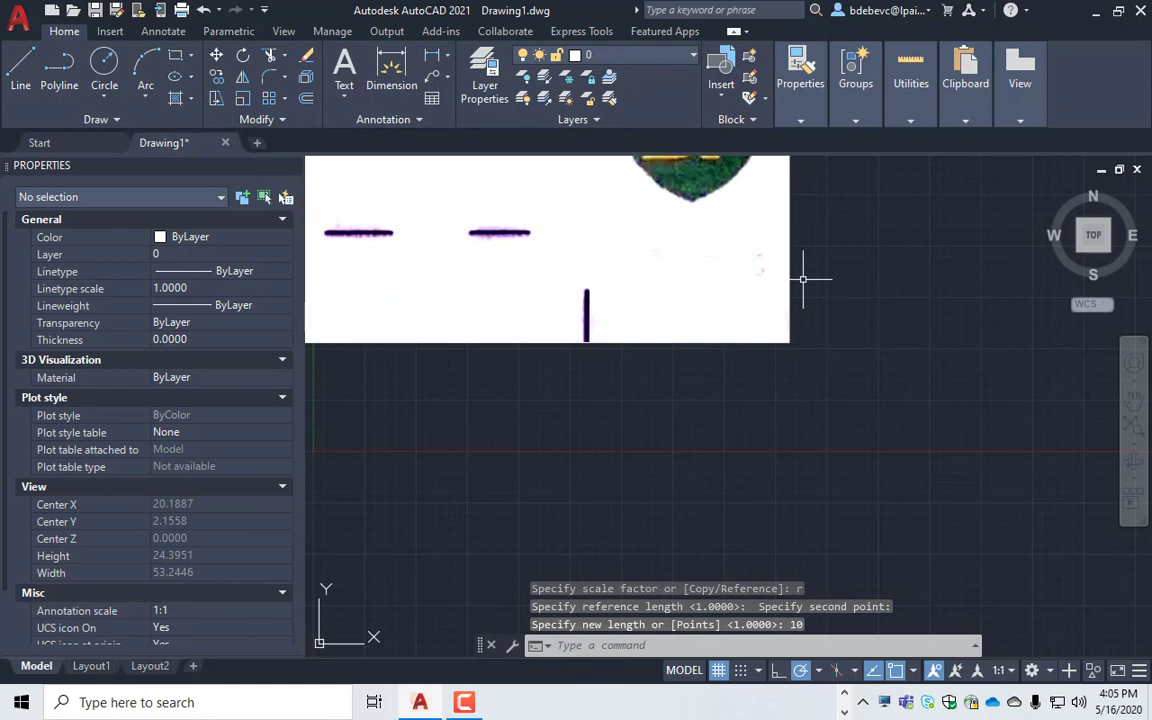 Autodesk AutoCAD 2021 Drawing1.dwg
Type a keyword or phrase
bdebevc@lpai...
Home Insert Annotate Parametric View Manage Output Add-ins Collaborate Express Tools Featured Apps
Line Polyline Circle Arc
Text Dimension
Layer Properties
0
Insert
Properties Groups Utilities Clipboard View
Draw Modify Annotation Layers Block
Start Drawing1*
PROPERTIES
No selection
General
Color ByLayer
Layer 0
Linetype ByLayer
Linetype scale 1.0000
Lineweight ByLayer
Transparency ByLayer
Thickness 0.0000
3D Visualization
Material ByLayer
Plot style
Plot style ByColor
Plot style table None
Plot table attached to Model
Plot table type Not available
View
Center X 20.1887
Center Y 2.1558
Center Z 0.0000
Height 24.3951
Width 53.2446
Misc
Annotation scale 1:1
UCS icon On Yes
UCS icon at origin Yes
N
W TOP E
S
WCS
Y
X
Specify scale factor or [Copy/Reference]: r
Specify reference length <1.0000>: Specify second point:
Specify new length or [Points] <1.0000>: 10
Type a command
Model Layout1 Layout2
MODEL 1:1
Type here to search
4:05 PM
5/16/2020